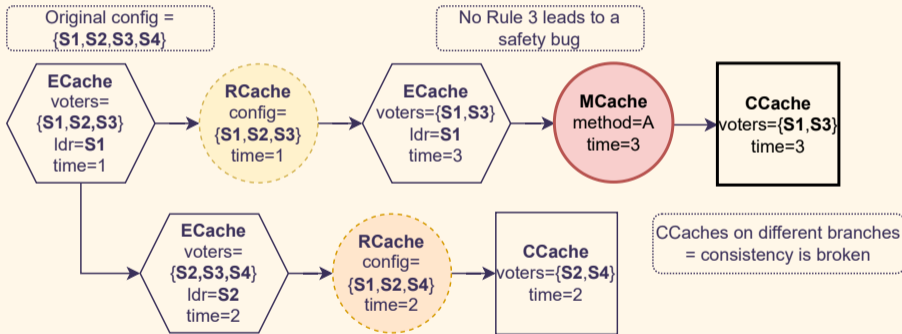 Original config =
{S1,S2,S3,S4}
No Rule 3 leads to a
safety bug
ECache
voters=
{S1,S2,S3}
ldr=S1
time=1
RCache
config=
{S1,S2,S3}
time=1
ECache
voters={S1,S3}
ldr=S1
time=3
MCache
method=A
time=3
CCache
voters={S1,S3}
time=3
ECache
voters=
{S2,S3,S4}
ldr=S2
time=2
RCache
config=
{S1,S2,S4}
time=2
CCache
voters={S2,S4}
time=2
CCaches on different branches
= consistency is broken